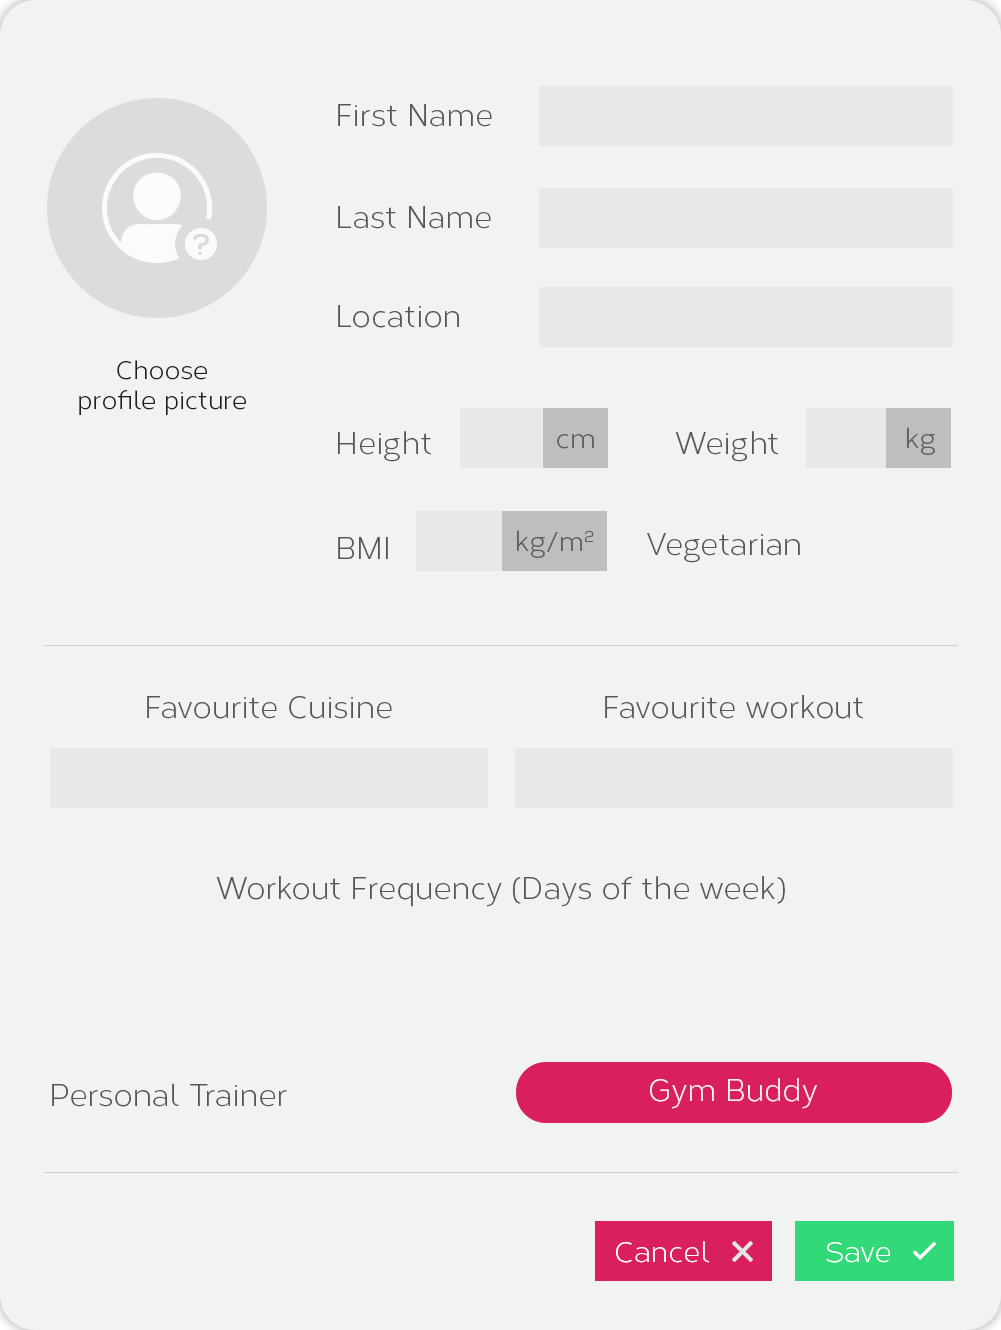 First Name
Last Name
Location
?
Choose
profile picture
Height cm Weight kg
BMI kg/m² Vegetarian
Favourite Cuisine Favourite workout
Workout Frequency (Days of the week)
Personal Trainer Gym Buddy
Cancel Save